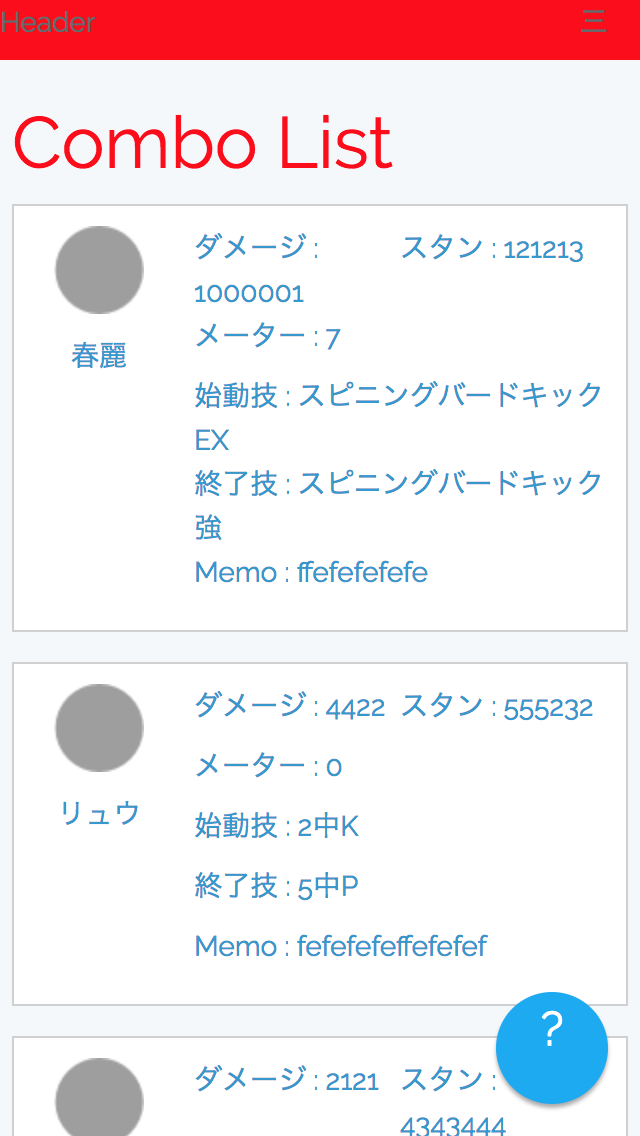 Header 三
Combo List
ダメージ : スタン : 121213
1000001
メーター : 7
春麗
始動技 : スピニングバードキック
EX
終了技 : スピニングバードキック
強
Memo : ffefefefefe
ダメージ : 4422 スタン : 555232
メーター : 0
リュウ
始動技 : 2中K
終了技 : 5中P
Memo : fefefefeffefefef
?
ダメージ : 2121 スタン :
4343444